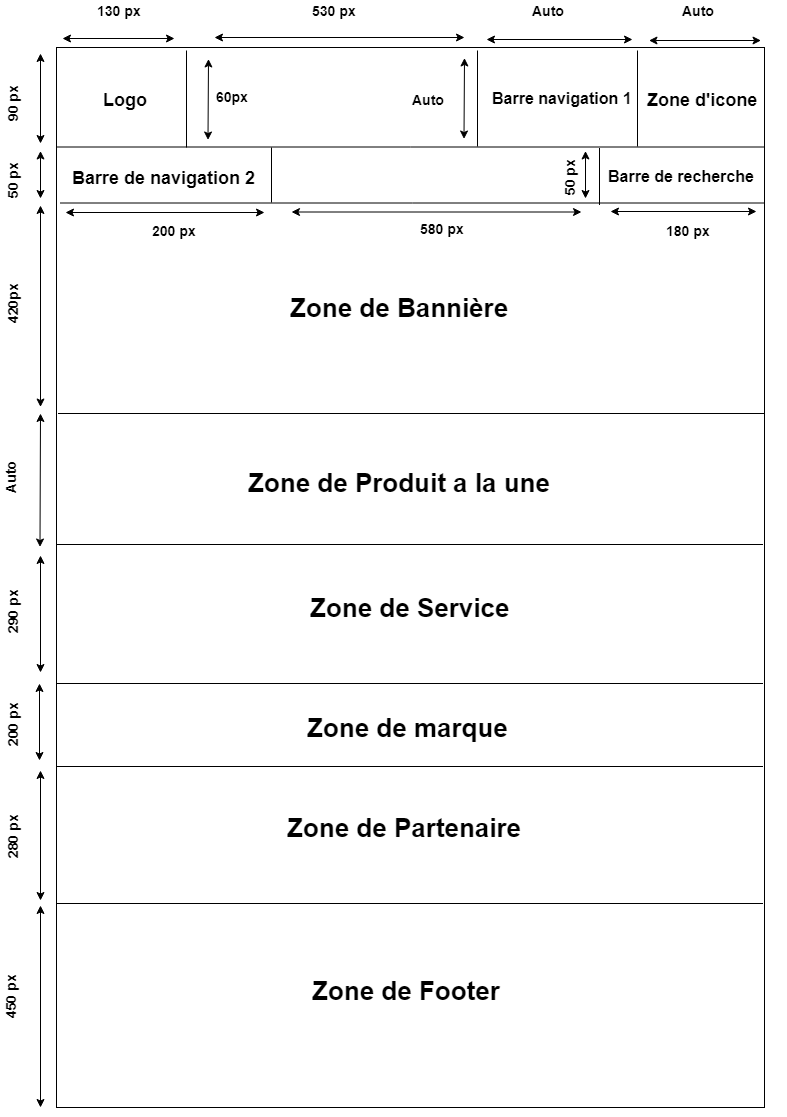 130 px
530 px
Auto
Auto
90 px
Logo
60px
Auto
Barre navigation 1
Zone d'icone
50 px
Barre de navigation 2
50 px
Barre de recherche
200 px
580 px
180 px
420px
Zone de Bannière
Auto
Zone de Produit a la une
290 px
Zone de Service
200 px
Zone de marque
280 px
Zone de Partenaire
450 px
Zone de Footer